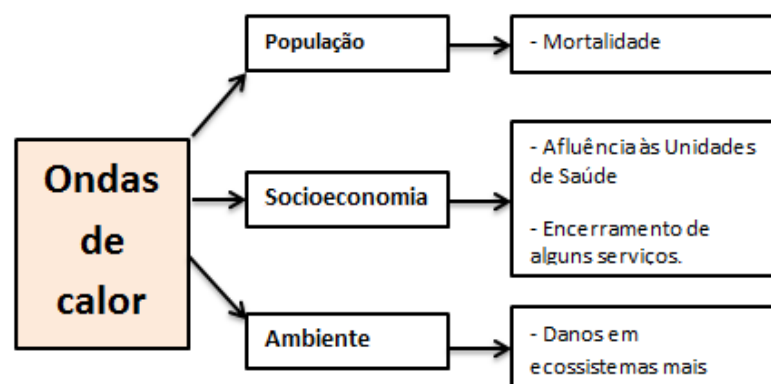 Ondas
de
calor
População
- Mortalidade
Socioeconomia
- Afluência às Unidades
de Saúde
- Encerramento de
alguns serviços.
Ambiente
- Danos em
ecossistemas mais